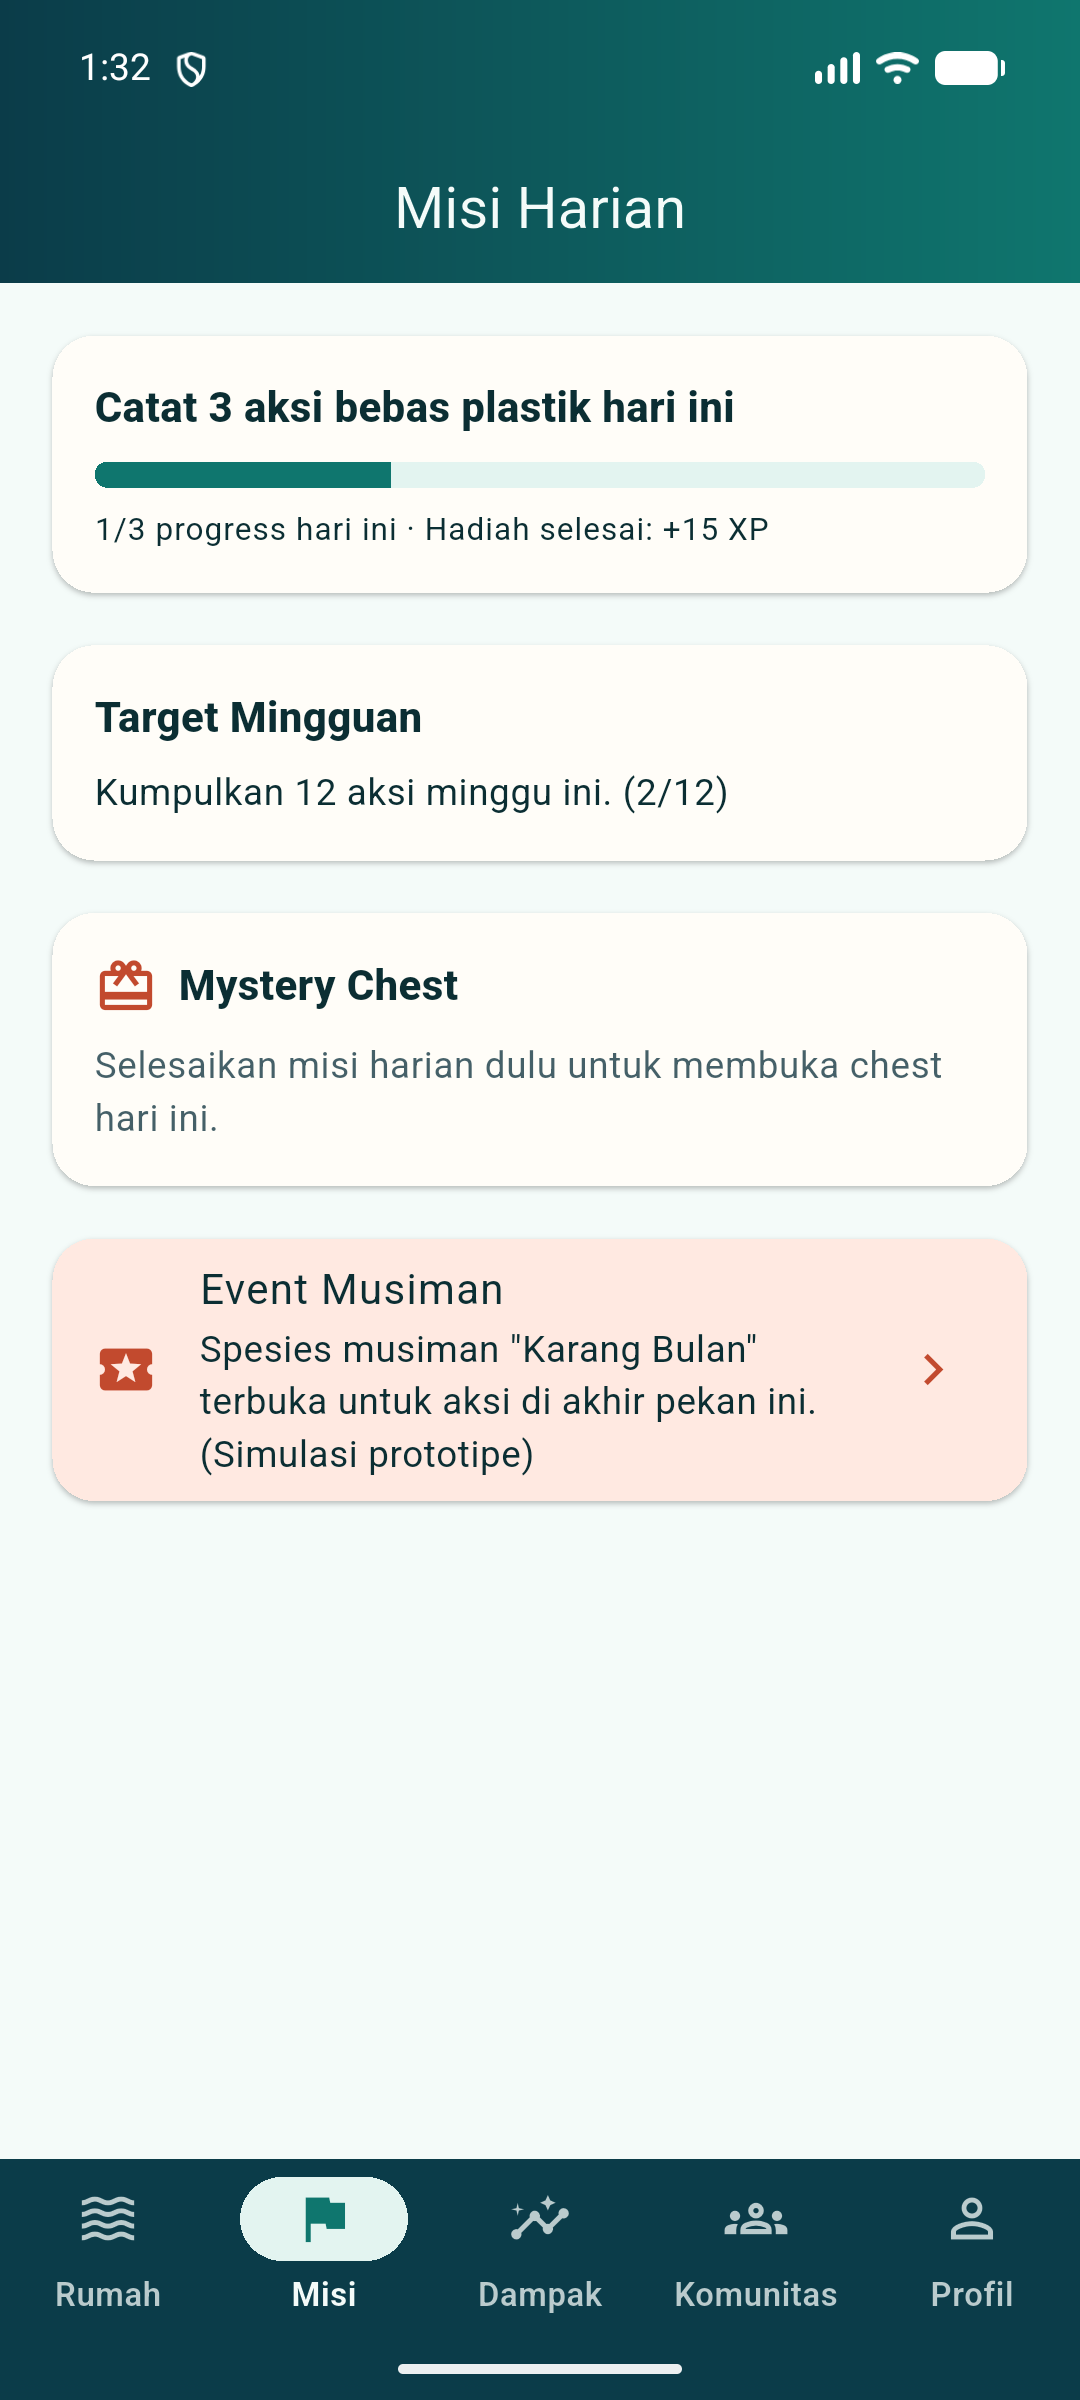 1:32
Misi Harian
Catat 3 aksi bebas plastik hari ini
1/3 progress hari ini · Hadiah selesai: +15 XP
Target Mingguan
Kumpulkan 12 aksi minggu ini. (2/12)
Mystery Chest
Selesaikan misi harian dulu untuk membuka chest
hari ini.
Event Musiman
Spesies musiman "Karang Bulan"
terbuka untuk aksi di akhir pekan ini.
(Simulasi prototipe)
Rumah
Misi
Dampak
Komunitas
Profil